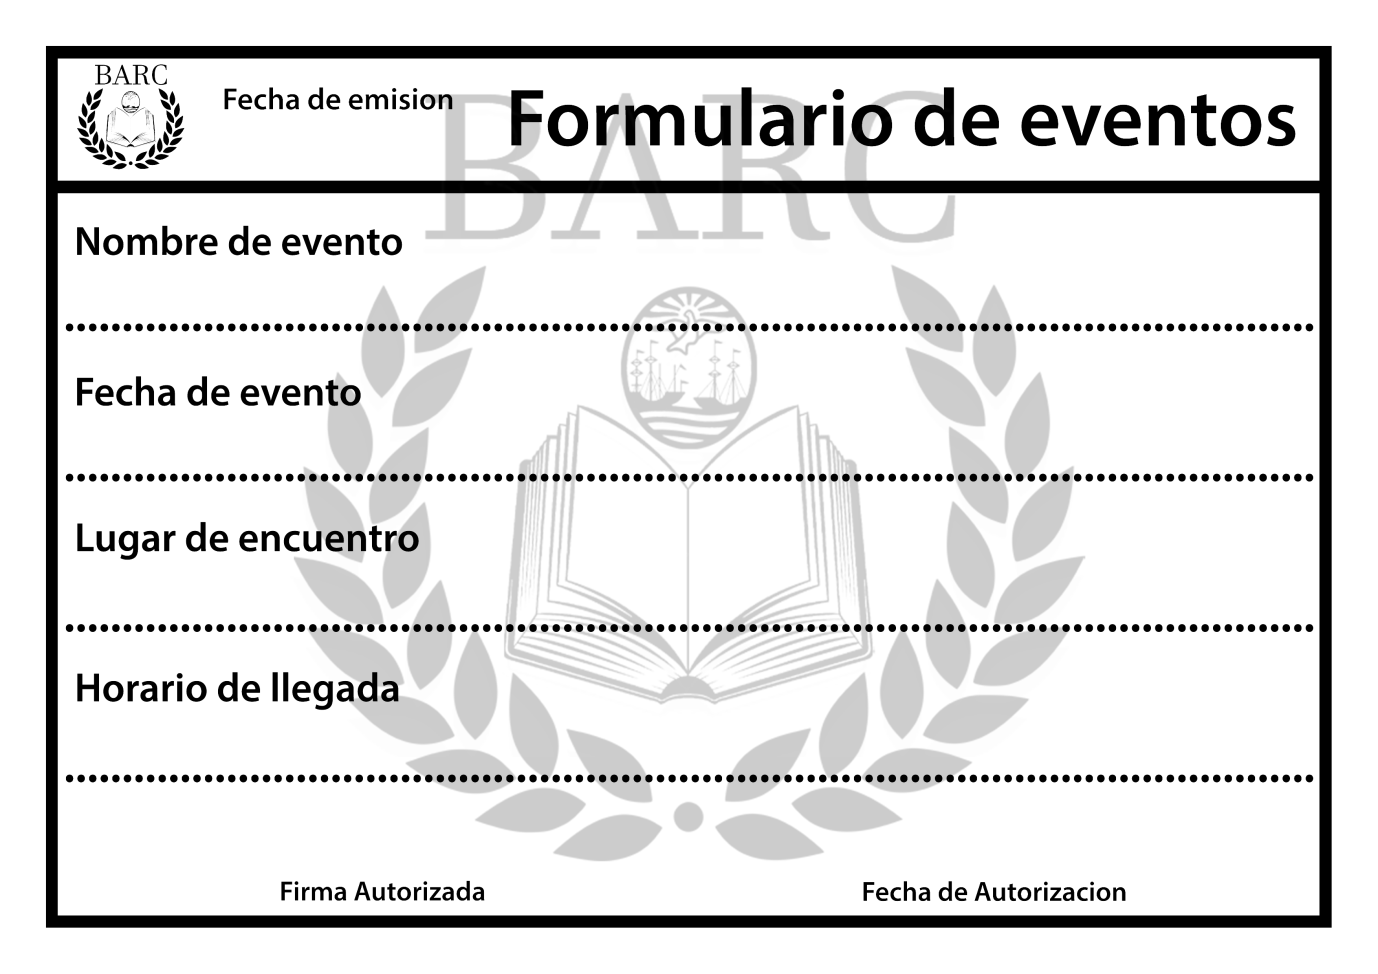 BARC
Fecha de emision
Formulario de eventos
BARC
Nombre de evento
Fecha de evento
Lugar de encuentro
Horario de llegada
Firma Autorizada
Fecha de Autorizacion